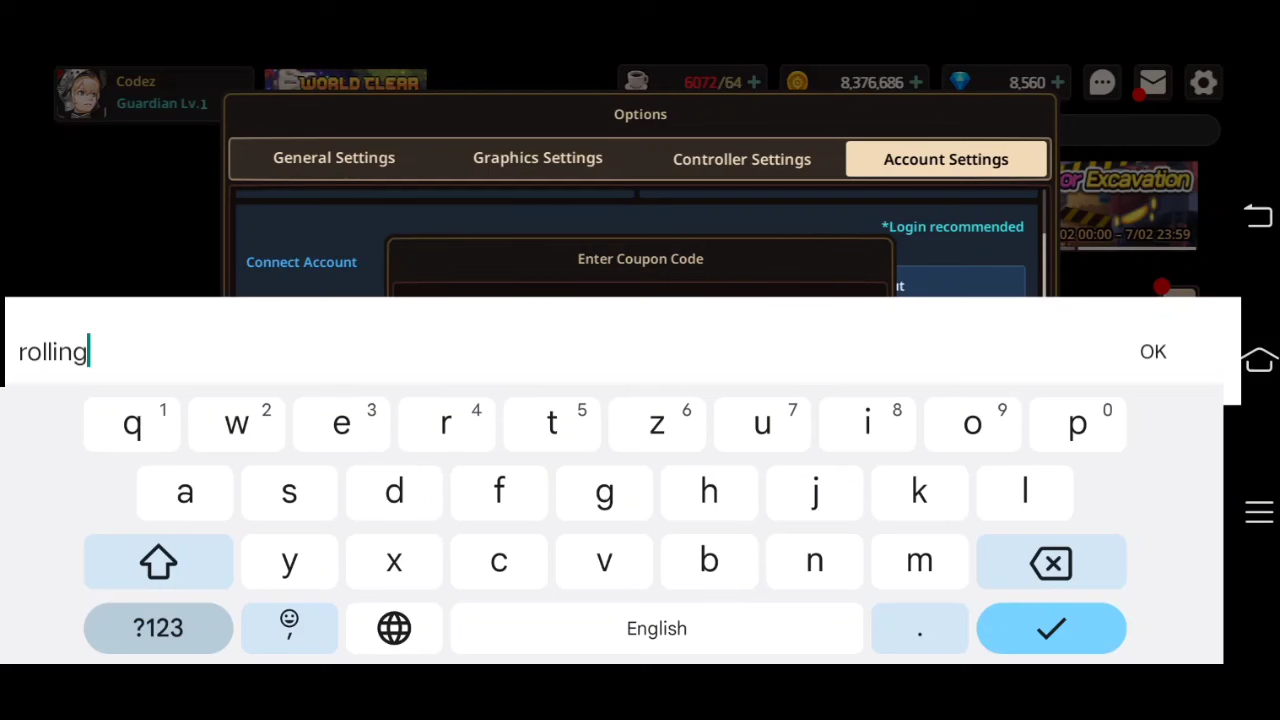 Codez
Guardian Lv.1
WORLD CLEAR
6072/64 +
8,376,686 +
8,560 +
Options
General Settings
Graphics Settings
Controller Settings
Account Settings
or Excavation
02 00:00 – 7/02 23:59
*Login recommended
Connect Account
Enter Coupon Code
ut
rolling
OK
q 1 w 2 e 3 r 4 t 5 z 6 u 7 i 8 o 9 p 0
a s d f g h j k l
y x c v b n m
?123 , English .